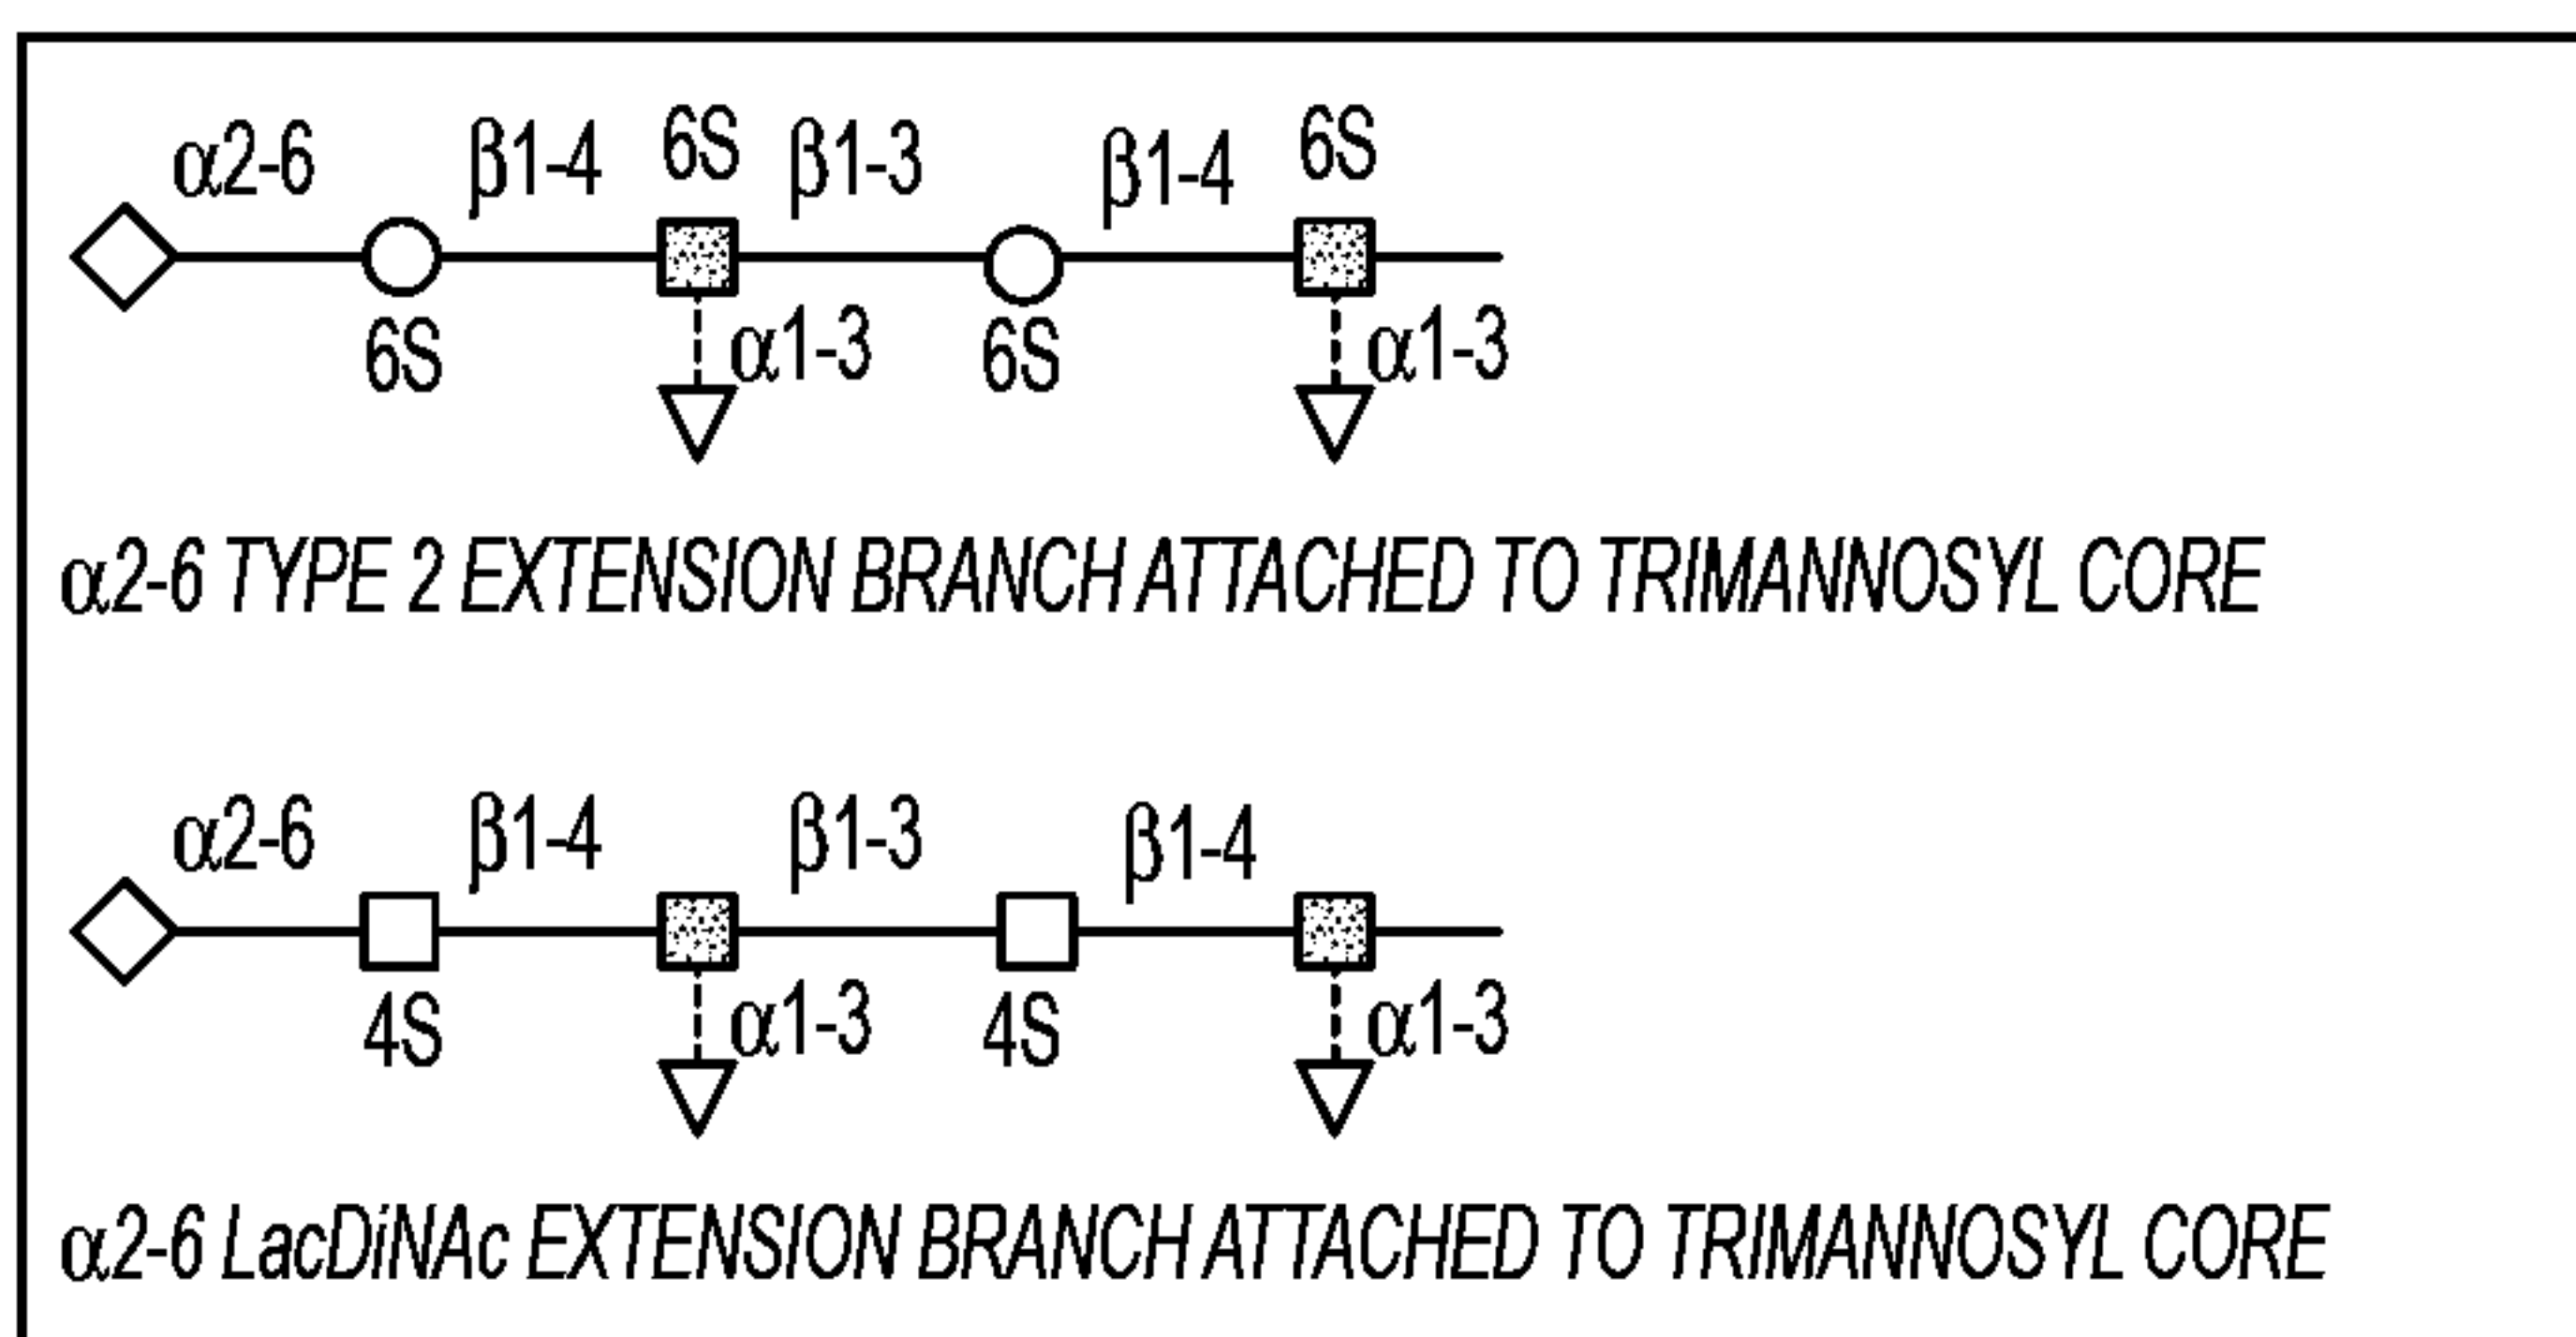 α2-6 β1-4 6S β1-3 β1-4 6S
6S α1-3 6S α1-3
α2-6 TYPE 2 EXTENSION BRANCH ATTACHED TO TRIMANNOSYL CORE
α2-6 β1-4 β1-3 β1-4
4S α1-3 4S α1-3
α2-6 LacDiNAc EXTENSION BRANCH ATTACHED TO TRIMANNOSYL CORE